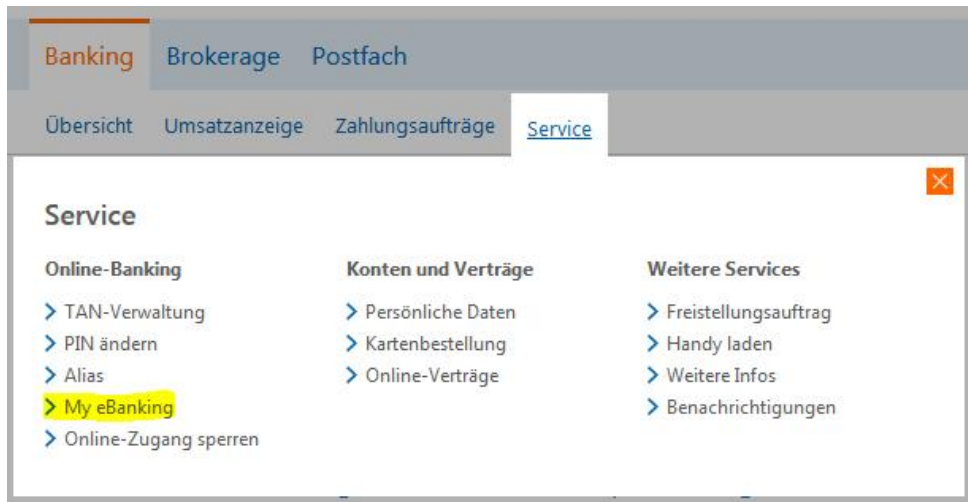 Banking Brokerage Postfach
Übersicht Umsatzanzeige Zahlungsaufträge Service
Service
Online-Banking
TAN-Verwaltung
PIN ändern
Alias
My eBanking
Online-Zugang sperren
Konten und Verträge
Persönliche Daten
Kartenbestellung
Online-Verträge
Weitere Services
Freistellungsauftrag
Handy laden
Weitere Infos
Benachrichtigungen